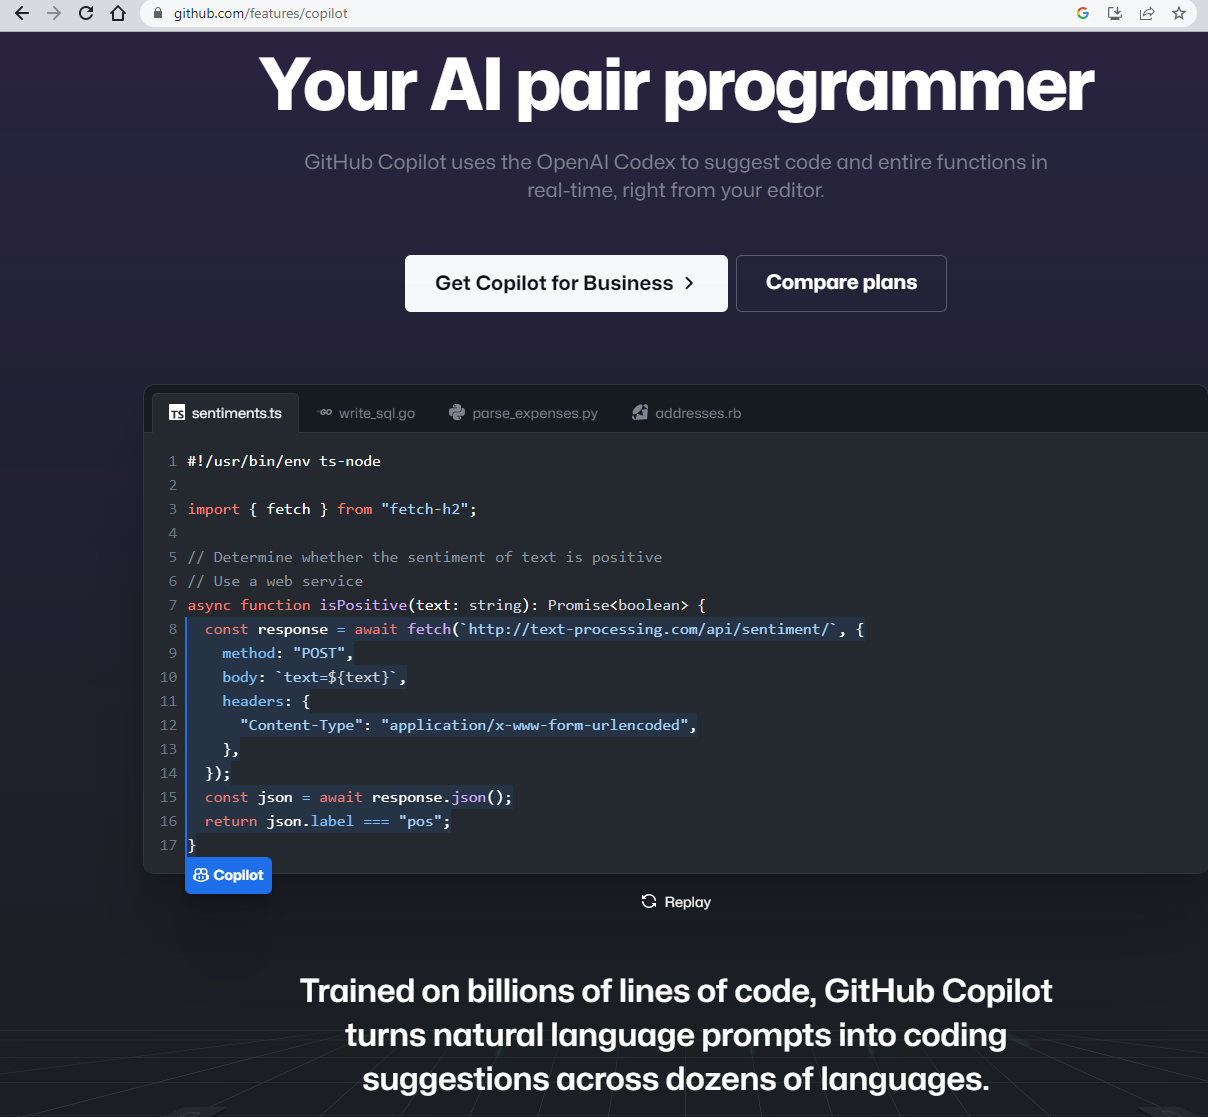 github.com/features/copilot
Your AI pair programmer
GitHub Copilot uses the OpenAI Codex to suggest code and entire functions in
real-time, right from your editor.
Get Copilot for Business
Compare plans
TS sentiments.ts
GO write_sql.go
parse_expenses.py
addresses.rb
1 #!/usr/bin/env ts-node
2
3 import { fetch } from "fetch-h2";
4
5 // Determine whether the sentiment of text is positive
6 // Use a web service
7 async function isPositive(text: string): Promise<boolean> {
8 const response = await fetch(`http://text-processing.com/api/sentiment/`, {
9 method: "POST",
10 body: `text=${text}`,
11 headers: {
12 "Content-Type": "application/x-www-form-urlencoded",
13 },
14 });
15 const json = await response.json();
16 return json.label === "pos";
17 }
Copilot
Replay
Trained on billions of lines of code, GitHub Copilot
turns natural language prompts into coding
suggestions across dozens of languages.